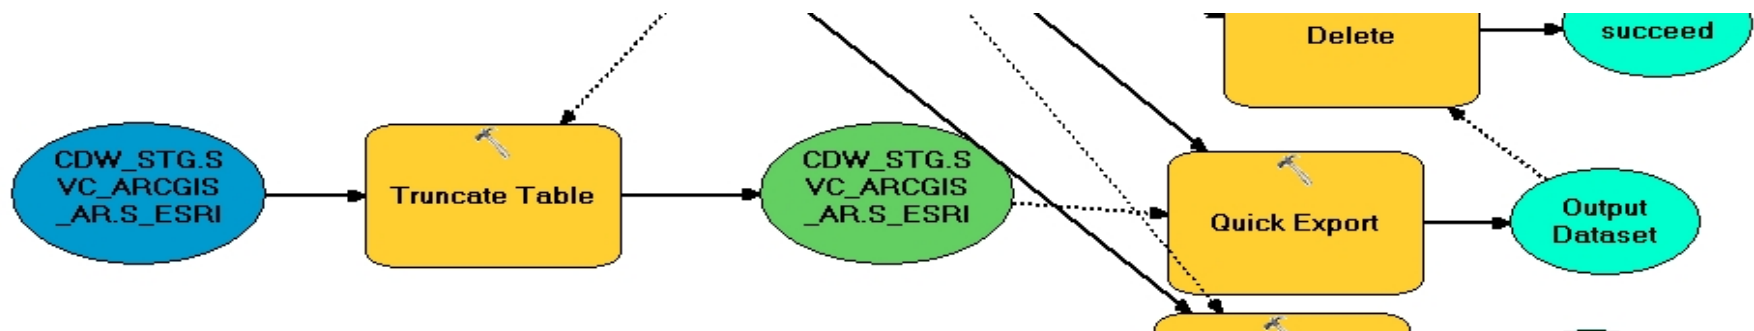 Delete
succeed
CDW_STG.S
VC_ARCGIS
_AR.S_ESRI
Truncate Table
CDW_STG.S
VC_ARCGIS
_AR.S_ESRI
Quick Export
Output
Dataset